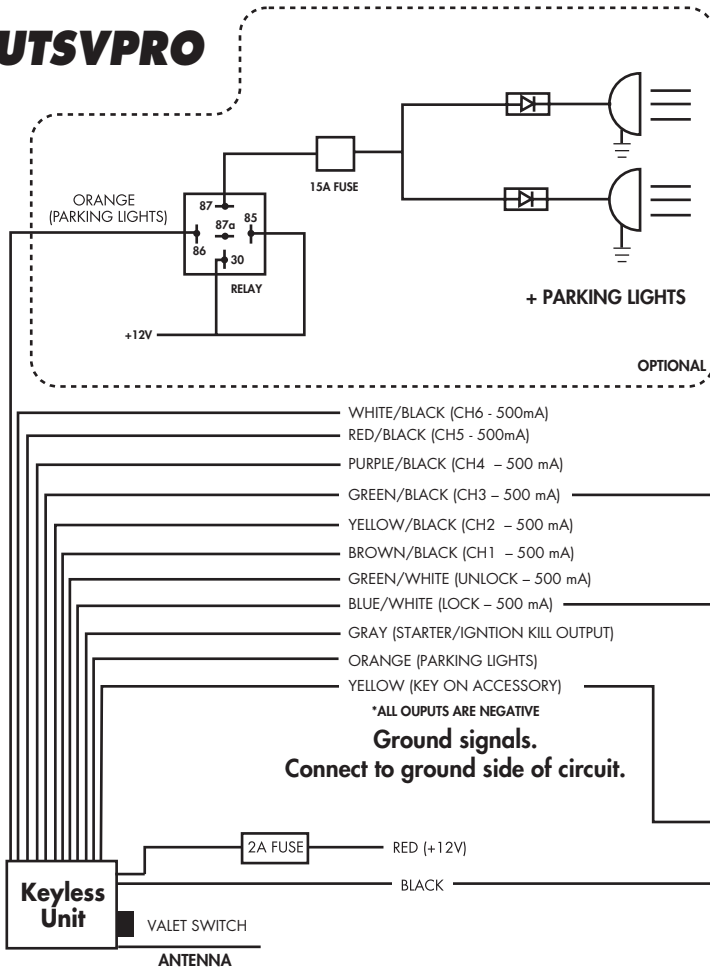 UTSVPRO
ORANGE
(PARKING LIGHTS)
87
87a
85
86
30
RELAY
+12V
15A FUSE
+ PARKING LIGHTS
OPTIONAL
WHITE/BLACK (CH6 - 500mA)
RED/BLACK (CH5 - 500mA)
PURPLE/BLACK (CH4 – 500 mA)
GREEN/BLACK (CH3 – 500 mA)
YELLOW/BLACK (CH2 – 500 mA)
BROWN/BLACK (CH1 – 500 mA)
GREEN/WHITE (UNLOCK – 500 mA)
BLUE/WHITE (LOCK – 500 mA)
GRAY (STARTER/IGNTION KILL OUTPUT)
ORANGE (PARKING LIGHTS)
YELLOW (KEY ON ACCESSORY)
*ALL OUPUTS ARE NEGATIVE
Ground signals.
Connect to ground side of circuit.
2A FUSE
RED (+12V)
BLACK
Keyless
Unit
VALET SWITCH
ANTENNA